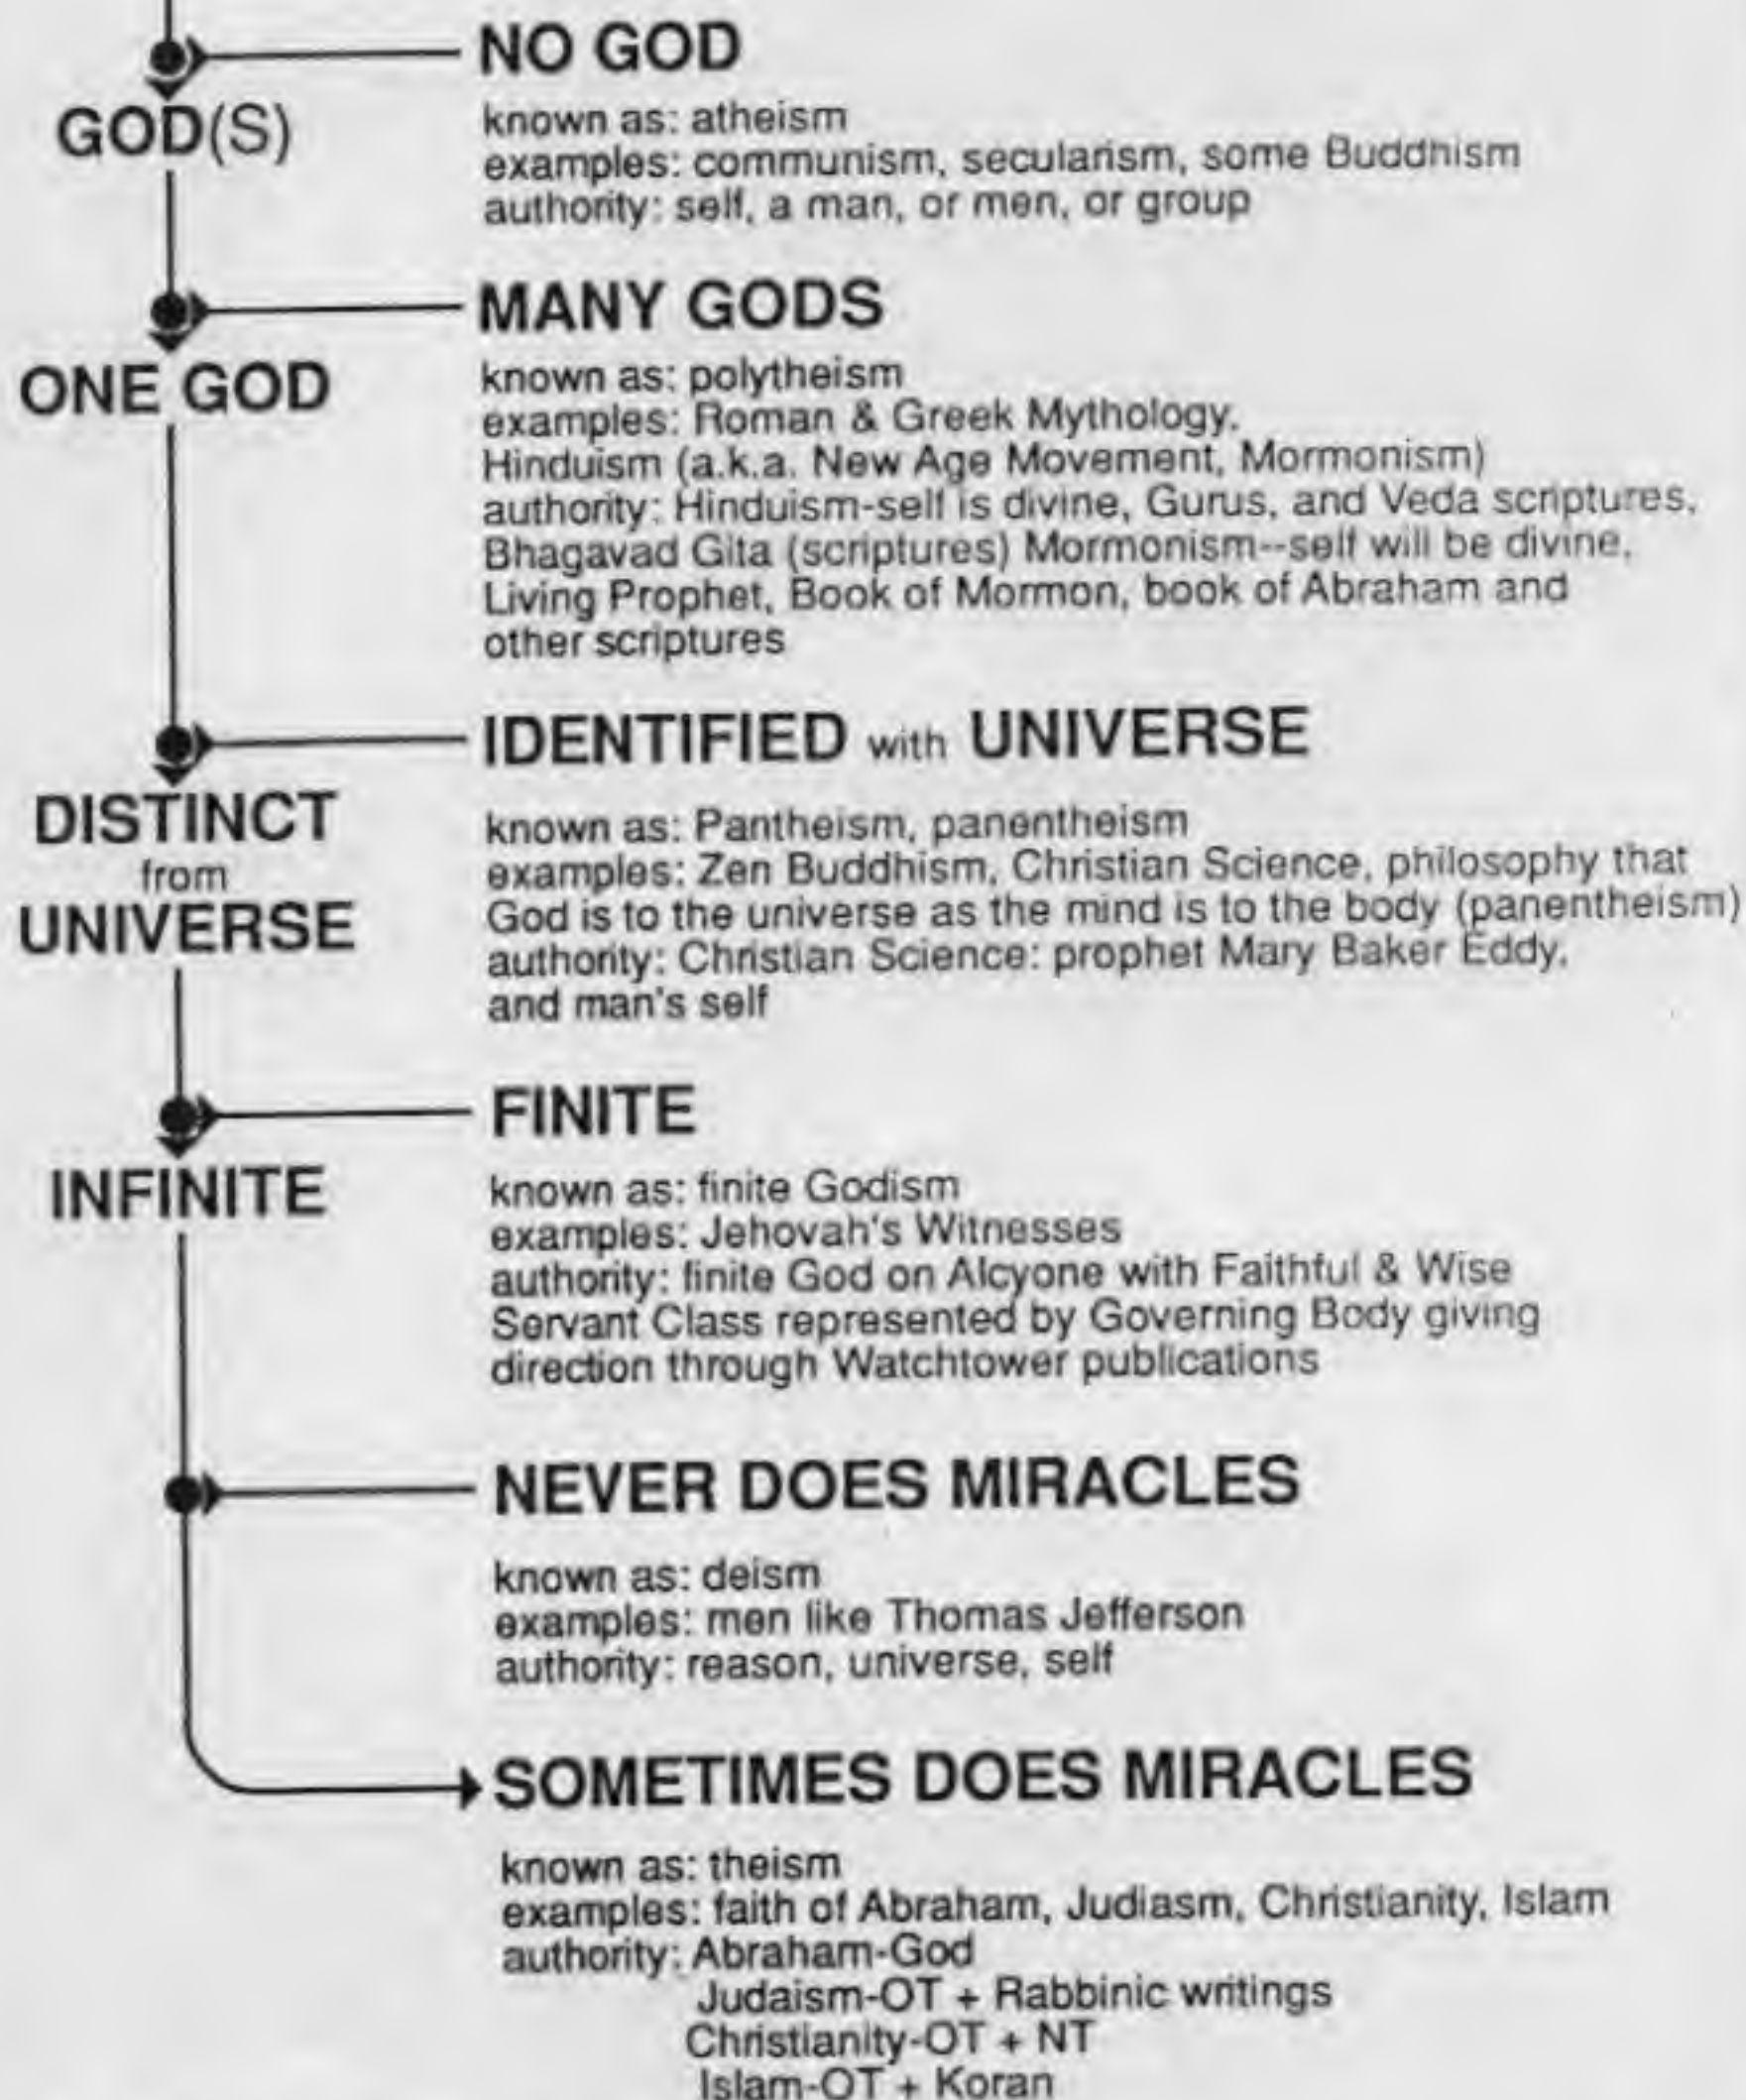 NO GOD
GOD(S)
known as: atheism
examples: communism, secularism, some Buddhism
authority: self, a man, or men, or group
MANY GODS
ONE GOD
known as: polytheism
examples: Roman & Greek Mythology,
Hinduism (a.k.a. New Age Movement, Mormonism)
authority: Hinduism-self is divine, Gurus, and Veda scriptures,
Bhagavad Gita (scriptures) Mormonism--self will be divine,
Living Prophet, Book of Mormon, book of Abraham and
other scriptures
IDENTIFIED with UNIVERSE
DISTINCT
from
UNIVERSE
known as: Pantheism, panentheism
examples: Zen Buddhism, Christian Science, philosophy that
God is to the universe as the mind is to the body (panentheism)
authority: Christian Science: prophet Mary Baker Eddy,
and man's self
FINITE
INFINITE
known as: finite Godism
examples: Jehovah's Witnesses
authority: finite God on Alcyone with Faithful & Wise
Servant Class represented by Governing Body giving
direction through Watchtower publications
NEVER DOES MIRACLES
known as: deism
examples: men like Thomas Jefferson
authority: reason, universe, self
SOMETIMES DOES MIRACLES
known as: theism
examples: faith of Abraham, Judiasm, Christianity, Islam
authority: Abraham-God
Judaism-OT + Rabbinic writings
Christianity-OT + NT
Islam-OT + Koran